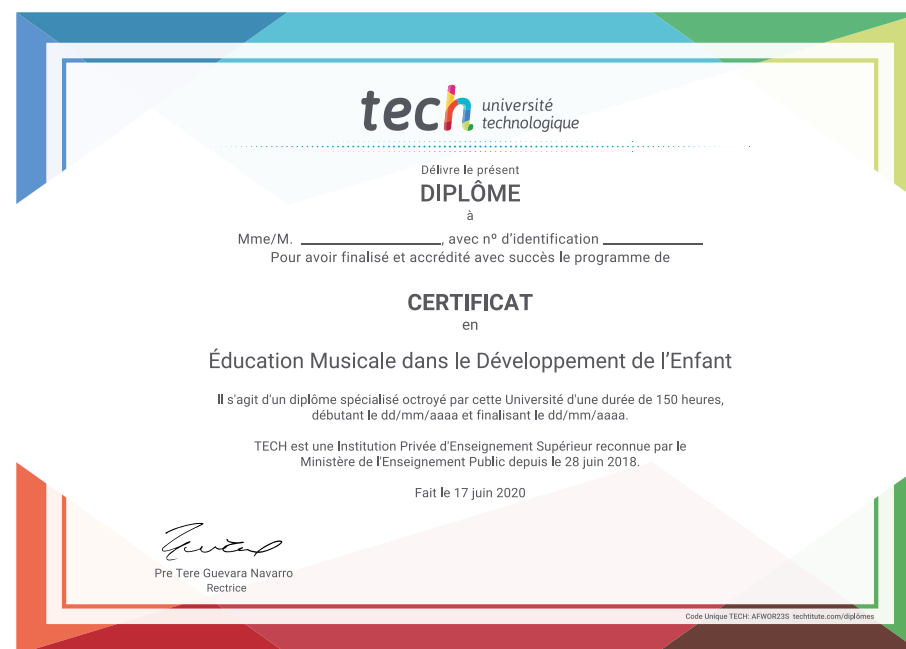 tech université
technologique
Délivre le présent
DIPLÔME
à
Mme/M. ____________________, avec nº d'identification ______________
Pour avoir finalisé et accrédité avec succès le programme de
CERTIFICAT
en
Éducation Musicale dans le Développement de l'Enfant
Il s'agit d'un diplôme spécialisé octroyé par cette Université d'une durée de 150 heures,
débutant le dd/mm/aaaa et finalisant le dd/mm/aaaa.
TECH est une Institution Privée d'Enseignement Supérieur reconnue par le
Ministère de l'Enseignement Public depuis le 28 juin 2018.
Fait le 17 juin 2020
Pre Tere Guevara Navarro
Rectrice
Code Unique TECH: AFWOR23S techtitute.com/diplômes